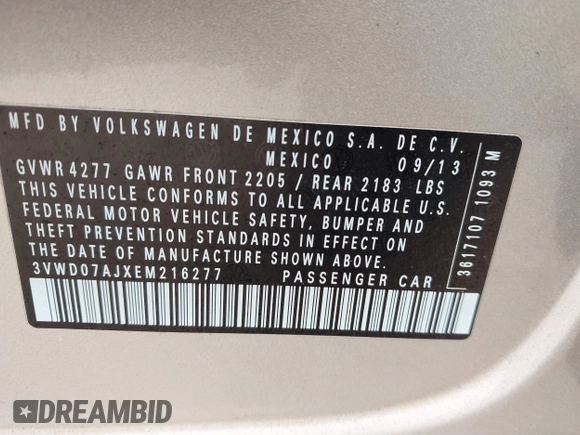 MFD BY VOLKSWAGEN DE MEXICO S.A. DE C.V.
MEXICO 09/13
GVWR 4277 GAWR FRONT 2205 / REAR 2183 LBS
THIS VEHICLE CONFORMS TO ALL APPLICABLE U.S.
FEDERAL MOTOR VEHICLE SAFETY, BUMPER AND
THEFT PREVENTION STANDARDS IN EFFECT ON
THE DATE OF MANUFACTURE SHOWN ABOVE.
3VWD07AJXEM216277 PASSENGER CAR
3617107 1093 M
DREAMBID